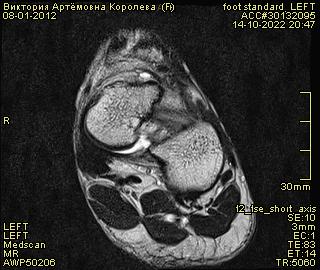 Виктория Артёмовна Королева (F)
08-01-2012
foot standard LEFT
ACC#30132095
14-10-2022 20:47
R
30mm
LEFT
LEFT
Medscan
MR
AWP50206
12_tse_short_axis
SE:10
3mm
EC:1
TE:83
ET:14
TR:5060